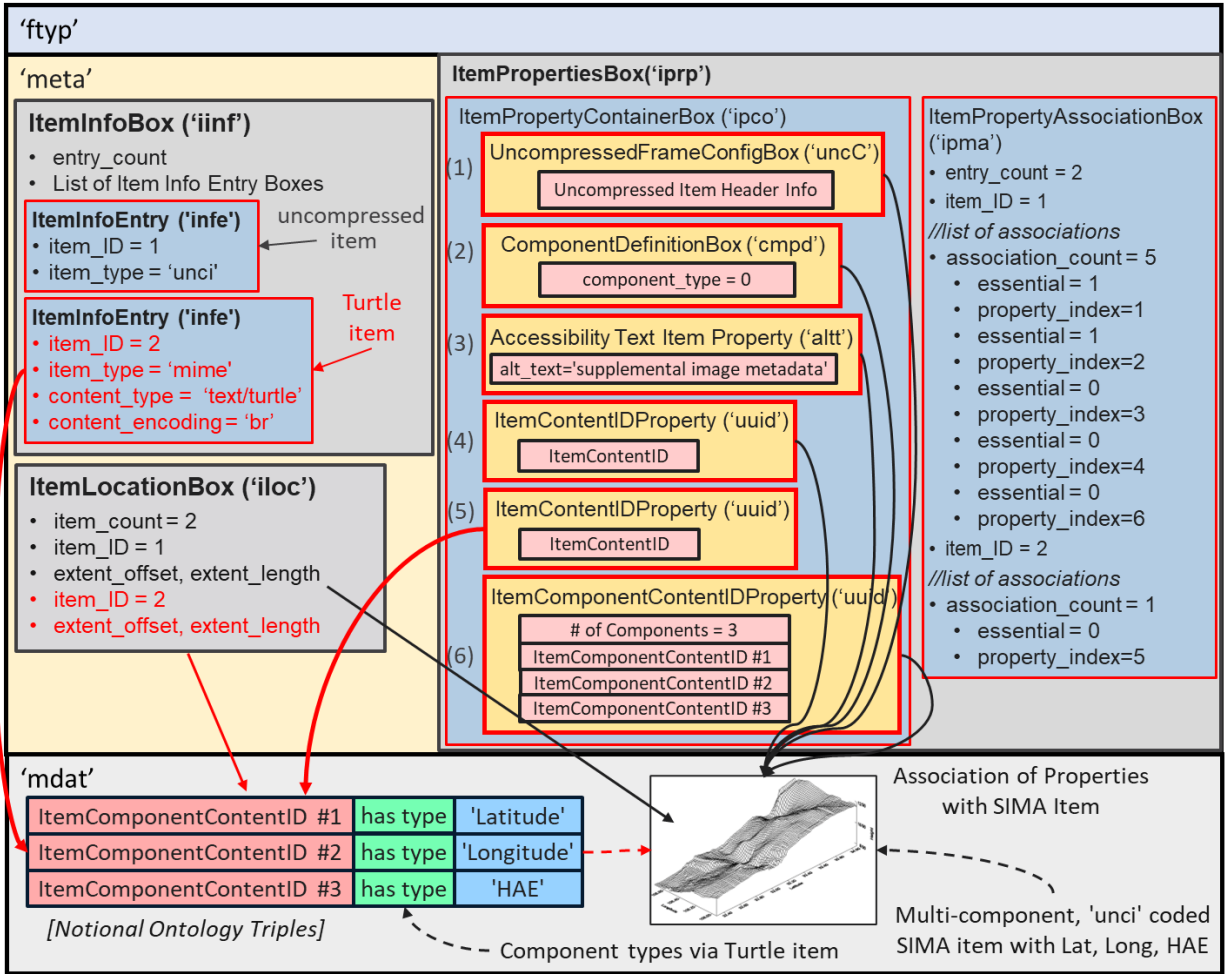 ‘ftyp’
‘meta’
ItemInfoBox (‘iinf’)
• entry_count
• List of Item Info Entry Boxes
ItemInfoEntry ('infe')
• item_ID = 1
• item_type = ‘unci'
uncompressed
item
ItemInfoEntry ('infe')
• item_ID = 2
• item_type = ‘mime'
• content_type = ‘text/turtle’
• content_encoding = ‘br’
Turtle
item
ItemLocationBox (‘iloc’)
• item_count = 2
• item_ID = 1
• extent_offset, extent_length
• item_ID = 2
• extent_offset, extent_length
ItemPropertiesBox(‘iprp’)
ItemPropertyContainerBox (‘ipco’)
(1)
UncompressedFrameConfigBox (‘uncC’)
Uncompressed Item Header Info
(2)
ComponentDefinitionBox (‘cmpd’)
component_type = 0
(3)
Accessibility Text Item Property (‘altt’)
alt_text='supplemental image metadata'
(4)
ItemContentIDProperty (‘uuid’)
ItemContentID
(5)
ItemContentIDProperty (‘uuid’)
ItemContentID
(6)
ItemComponentContentIDProperty (‘uuid’)
# of Components = 3
ItemComponentContentID #1
ItemComponentContentID #2
ItemComponentContentID #3
ItemPropertyAssociationBox
(‘ipma’)
• entry_count = 2
• item_ID = 1
//list of associations
• association_count = 5
• essential = 1
• property_index=1
• essential = 1
• property_index=2
• essential = 0
• property_index=3
• essential = 0
• property_index=4
• essential = 0
• property_index=6
• item_ID = 2
//list of associations
• association_count = 1
• essential = 0
• property_index=5
‘mdat’
ItemComponentContentID #1 has type 'Latitude'
ItemComponentContentID #2 has type 'Longitude'
ItemComponentContentID #3 has type 'HAE'
[Notional Ontology Triples]
Component types via Turtle item
Association of Properties
with SIMA Item
Multi-component, 'unci' coded
SIMA item with Lat, Long, HAE